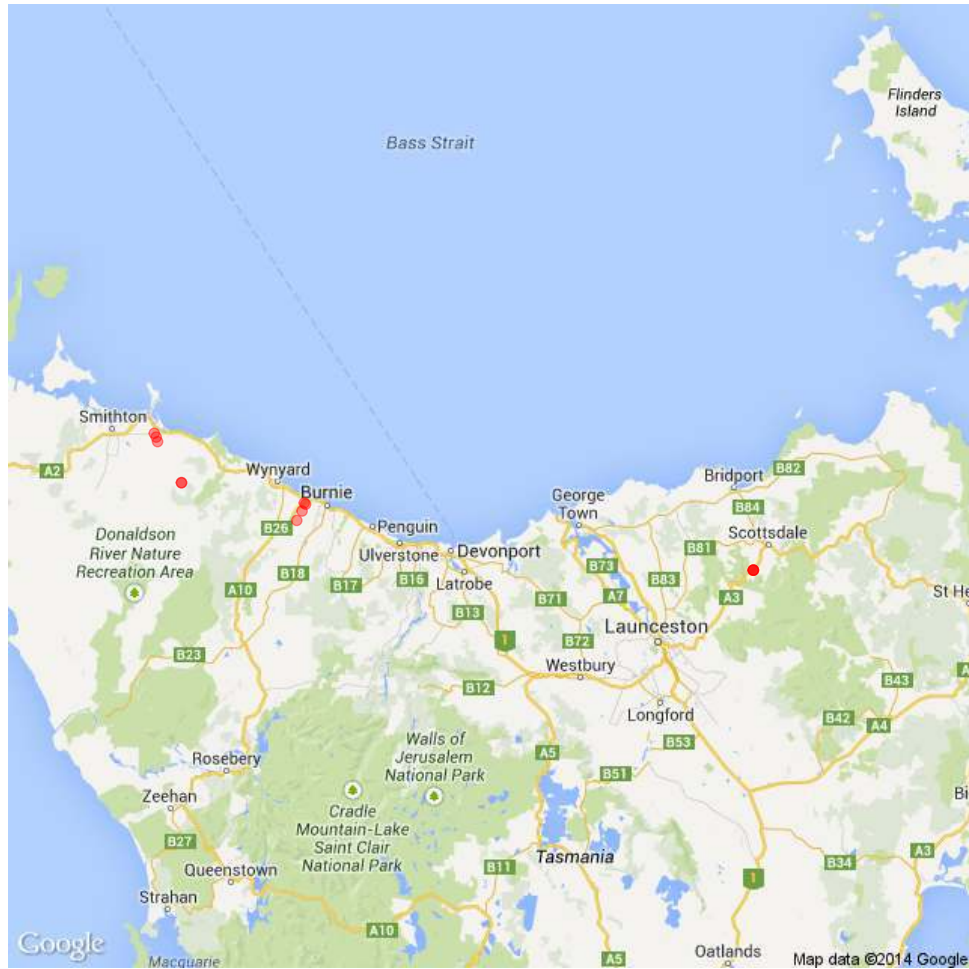 Flinders
Island
Bass Strait
Smithton
A2
Wynyard
Burnie
B26
Bridport
B82
George
Town
B84
Penguin
Scottsdale
Donaldson
River Nature
Recreation Area
Ulverstone
Devonport
B81
A10
B18
B17
B16
Latrobe
B73
B83
A3
St He
B13
B71
A7
Launceston
B72
1
B23
Westbury
B12
B43
A
Longford
B42
A4
Walls of
Jerusalem
National Park
B53
A5
B51
Rosebery
Zeehan
Cradle
Mountain-Lake
Saint Clair
National Park
Bi
B27
Tasmania
A3
Queenstown
B11
B34
1
Strahan
A10
Google
Macquarie
A5
Oatlands
Map data ©2014 Google